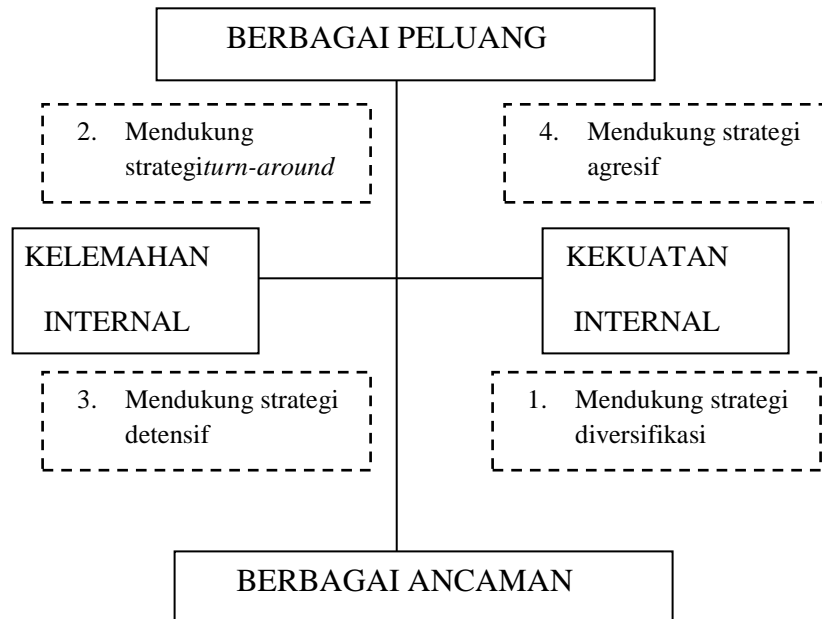 BERBAGAI PELUANG
2. Mendukung
strategiturn-around
4. Mendukung strategi
agresif
KELEMAHAN
INTERNAL
KEKUATAN
INTERNAL
3. Mendukung strategi
detensif
1. Mendukung strategi
diversifikasi
BERBAGAI ANCAMAN